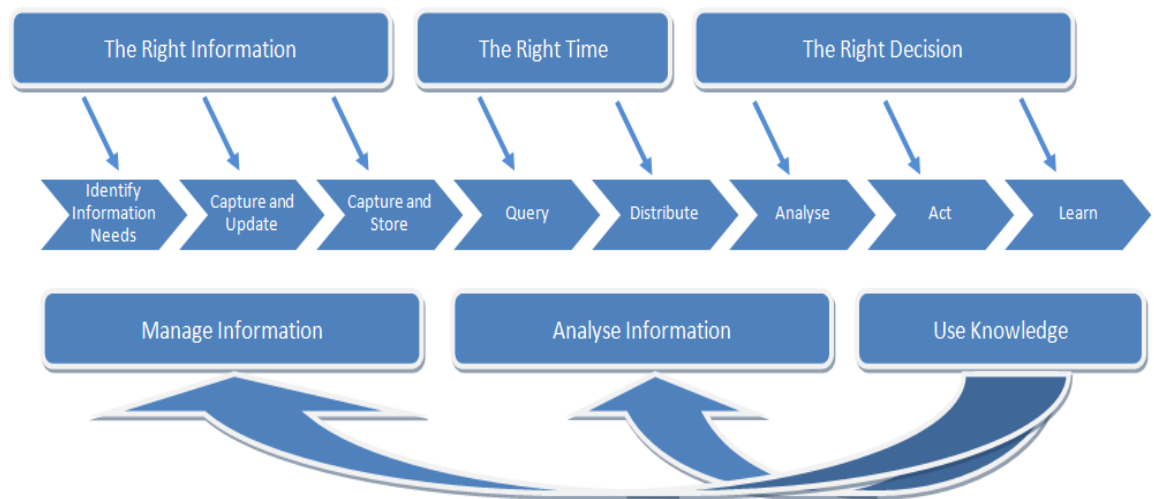 The Right Information
The Right Time
The Right Decision
Identify
Information
Needs
Capture and
Update
Capture and
Store
Query
Distribute
Analyse
Act
Learn
Manage Information
Analyse Information
Use Knowledge